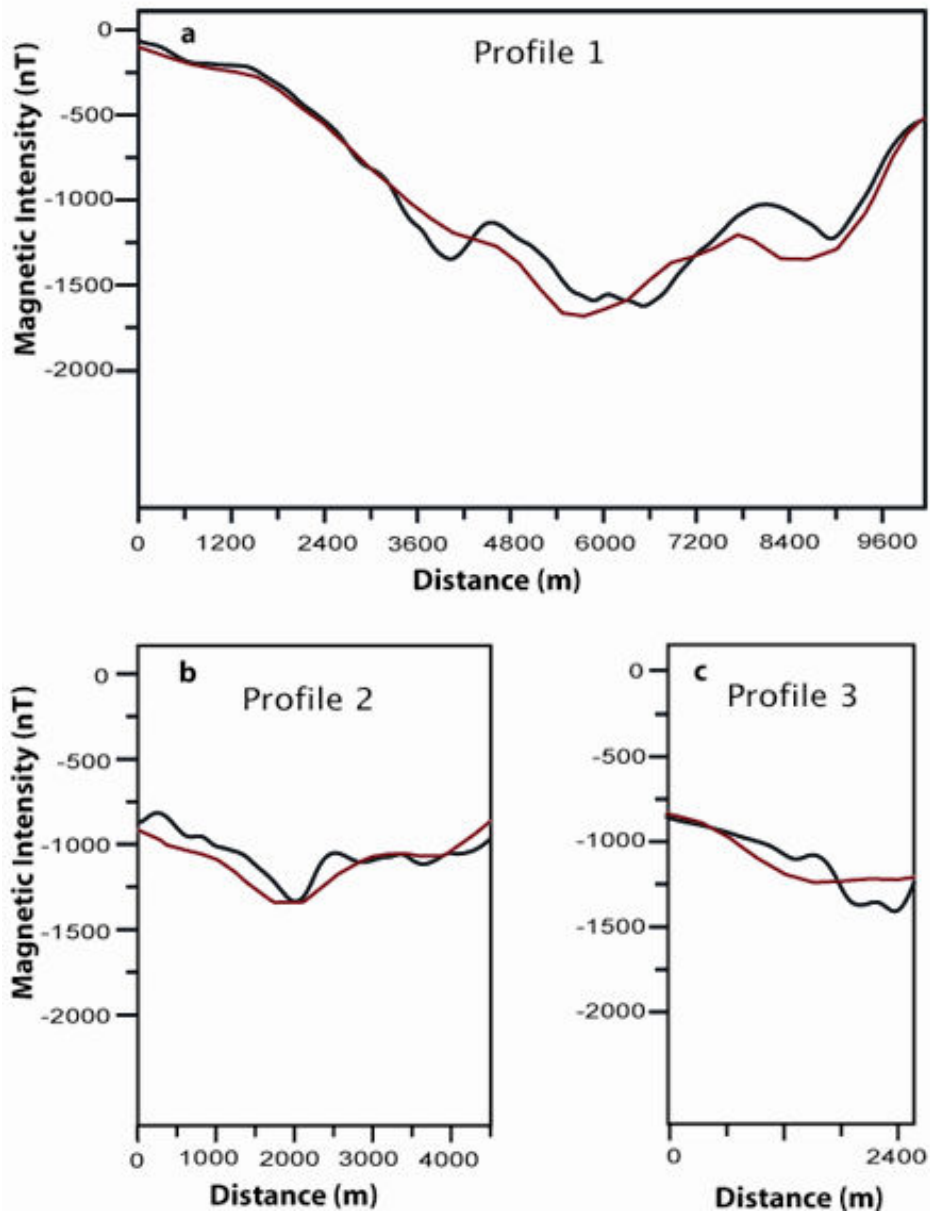 a
Profile 1
Magnetic Intensity (nT)
0
-500
-1000
-1500
-2000
0 1200 2400 3600 4800 6000 7200 8400 9600
Distance (m)
b
Profile 2
Magnetic Intensity (nT)
0
-500
-1000
-1500
-2000
0 1000 2000 3000 4000
Distance (m)
c
Profile 3
0
-500
-1000
-1500
-2000
0 2400
Distance (m)